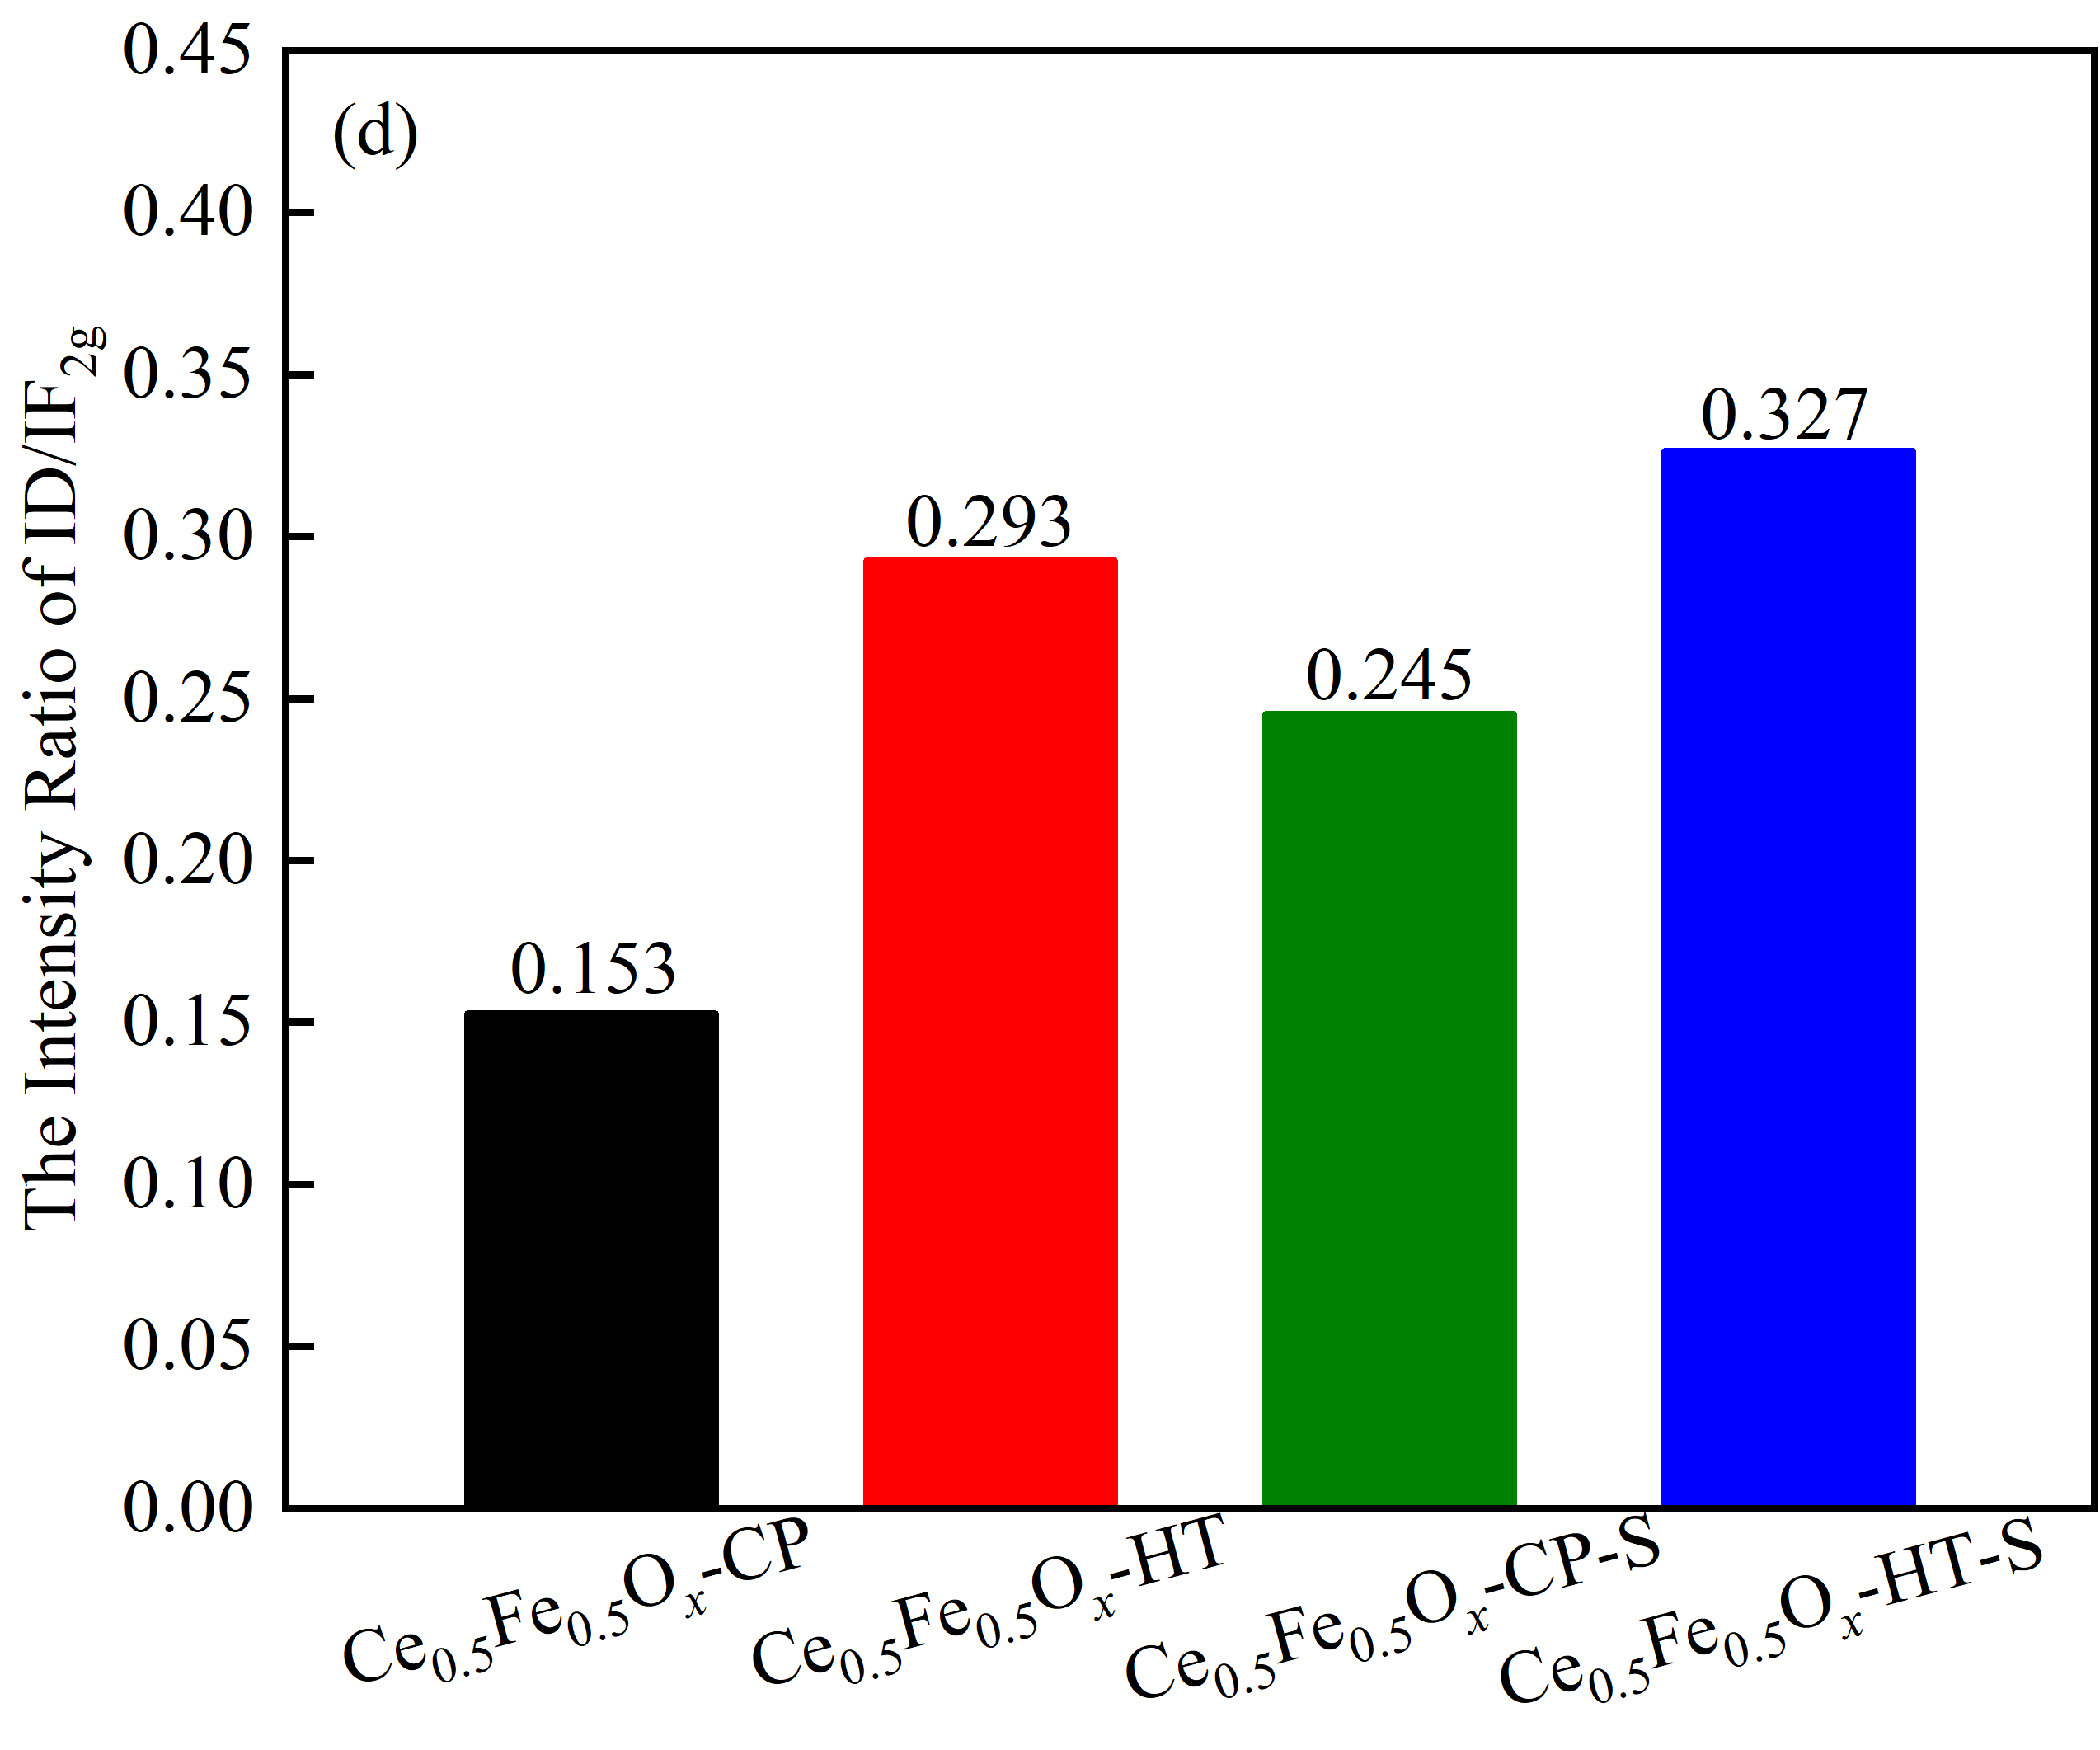 0.45
(d)
0.40
0.35
0.327
0.30
0.293
0.25
0.245
0.20
0.15
0.153
0.10
0.05
0.00
The Intensity Ratio of ID/IF₂g
Ce₀.₅Fe₀.₅Oₓ-CP
Ce₀.₅Fe₀.₅Oₓ-HT
Ce₀.₅Fe₀.₅Oₓ-CP-S
Ce₀.₅Fe₀.₅Oₓ-HT-S